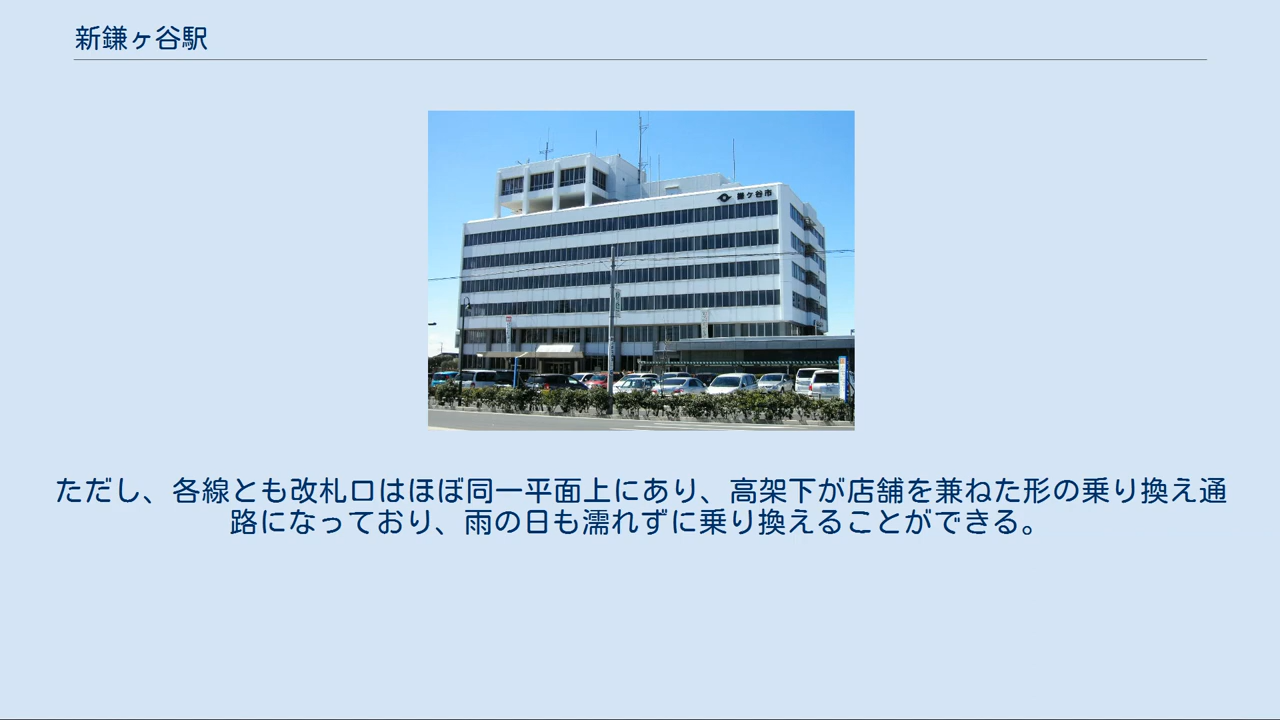 新鎌ヶ谷駅
鎌ケ谷市
ただし、各線とも改札口はほぼ同一平面上にあり、高架下が店舗を兼ねた形の乗り換え通
路になっており、雨の日も濡れずに乗り換えることができる。